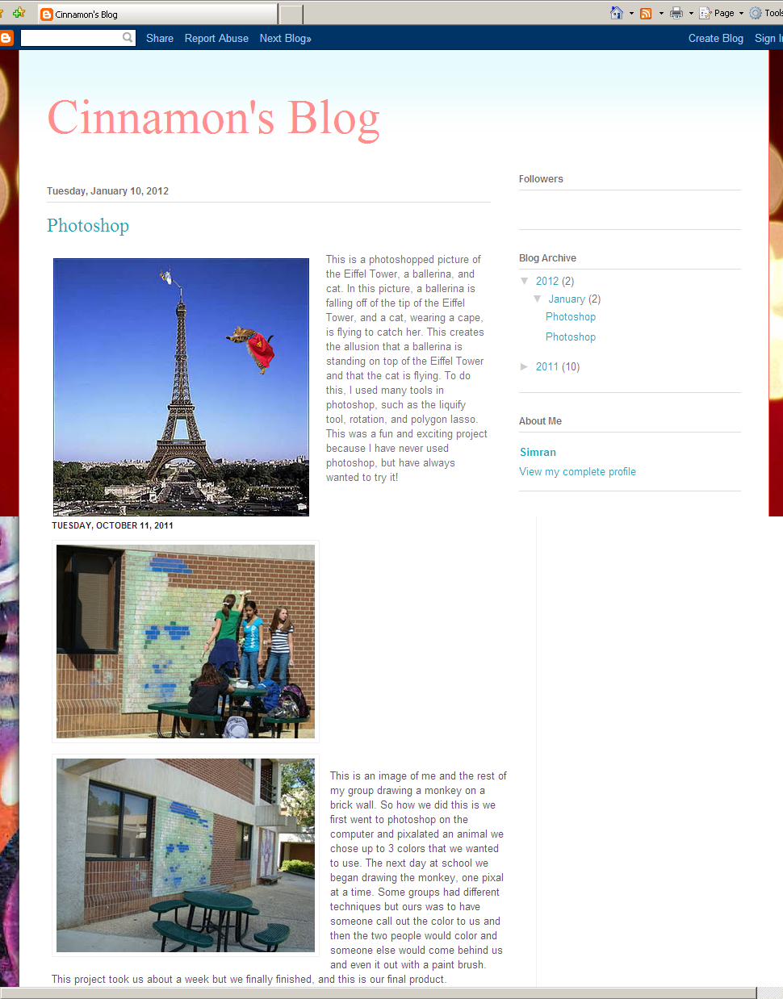 Cinnamon's Blog
Page
Tools
Share Report Abuse Next Blog»
Create Blog Sign I
Cinnamon's Blog
Tuesday, January 10, 2012
Photoshop
This is a photoshopped picture of
the Eiffel Tower, a ballerina, and
cat. In this picture, a ballerina is
falling off of the tip of the Eiffel
Tower, and a cat, wearing a cape,
is flying to catch her. This creates
the allusion that a ballerina is
standing on top of the Eiffel Tower
and that the cat is flying. To do
this, I used many tools in
photoshop, such as the liquify
tool, rotation, and polygon lasso.
This was a fun and exciting project
because I have never used
photoshop, but have always
wanted to try it!
Followers
Blog Archive
▼ 2012 (2)
▼ January (2)
Photoshop
Photoshop
► 2011 (10)
About Me
Simran
View my complete profile
TUESDAY, OCTOBER 11, 2011
This is an image of me and the rest of
my group drawing a monkey on a
brick wall. So how we did this is we
first went to photoshop on the
computer and pixalated an animal we
chose up to 3 colors that we wanted
to use. The next day at school we
began drawing the monkey, one pixal
at a time. Some groups had different
techniques but ours was to have
someone call out the color to us and
then the two people would color and
someone else would come behind us
and even it out with a paint brush.
This project took us about a week but we finally finished, and this is our final product.